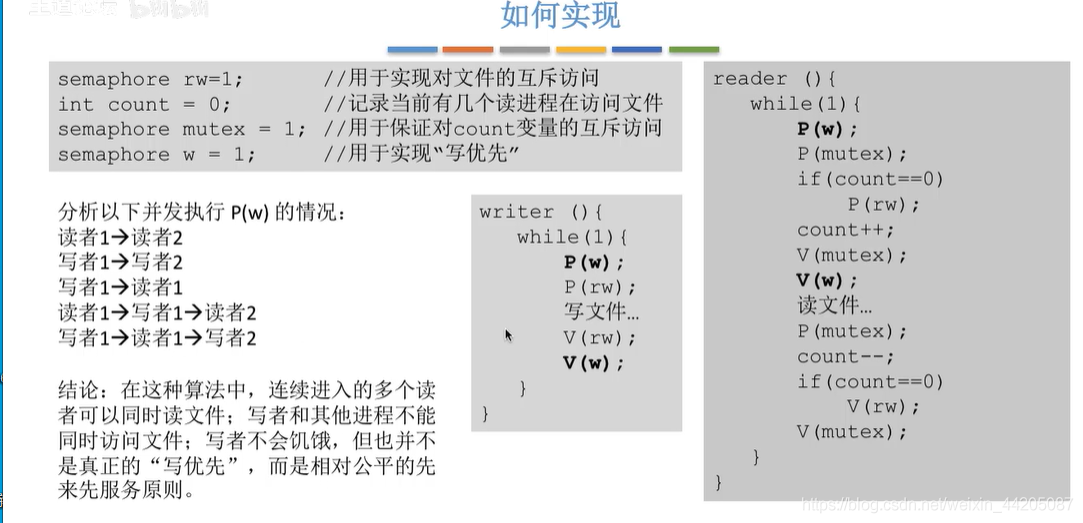 如何实现
semaphore rw=1; //用于实现对文件的互斥访问
int count = 0; //记录当前有几个读进程在访问文件
semaphore mutex = 1; //用于保证对count变量的互斥访问
semaphore w = 1; //用于实现“写优先”
分析以下并发执行 P(w) 的情况：
读者1→读者2
写者1→写者2
写者1→读者1
读者1→写者1→读者2
写者1→读者1→写者2
结论：在这种算法中，连续进入的多个读
者可以同时读文件；写者和其他进程不能
同时访问文件；写者不会饥饿，但也并不
是真正的“写优先”，而是相对公平的先
来先服务原则。
writer (){
while(1){
P(w);
P(rw);
写文件…
V(rw);
V(w);
}
}
reader (){
while(1){
P(w);
P(mutex);
if(count==0)
P(rw);
count++;
V(mutex);
V(w);
读文件…
P(mutex);
count--;
if(count==0)
V(rw);
V(mutex);
}
}
https://blog.csdn.net/weixin_44205087